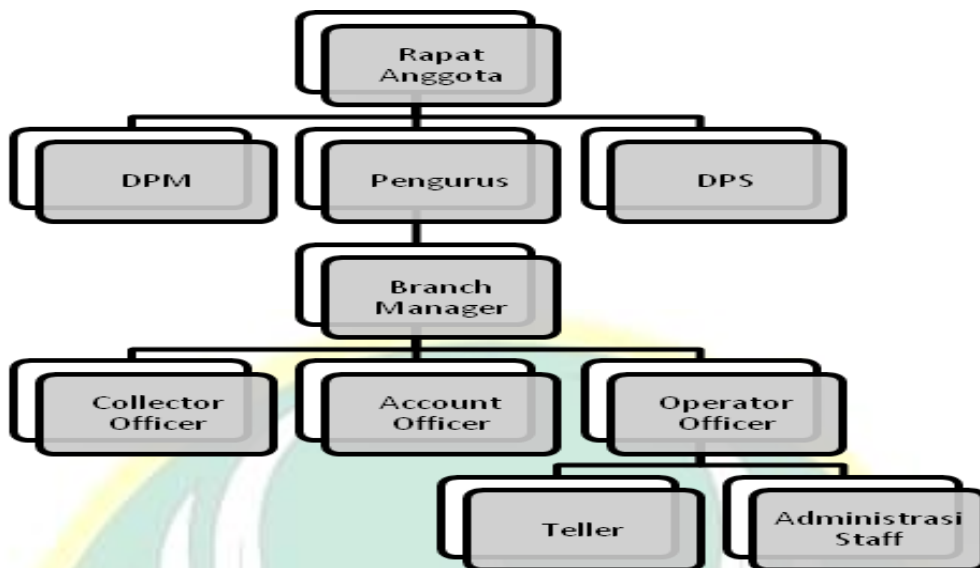 Rapat
Anggota
DPM
Pengurus
DPS
Branch
Manager
Collector
Officer
Account
Officer
Operator
Officer
Teller
Administrasi
Staff